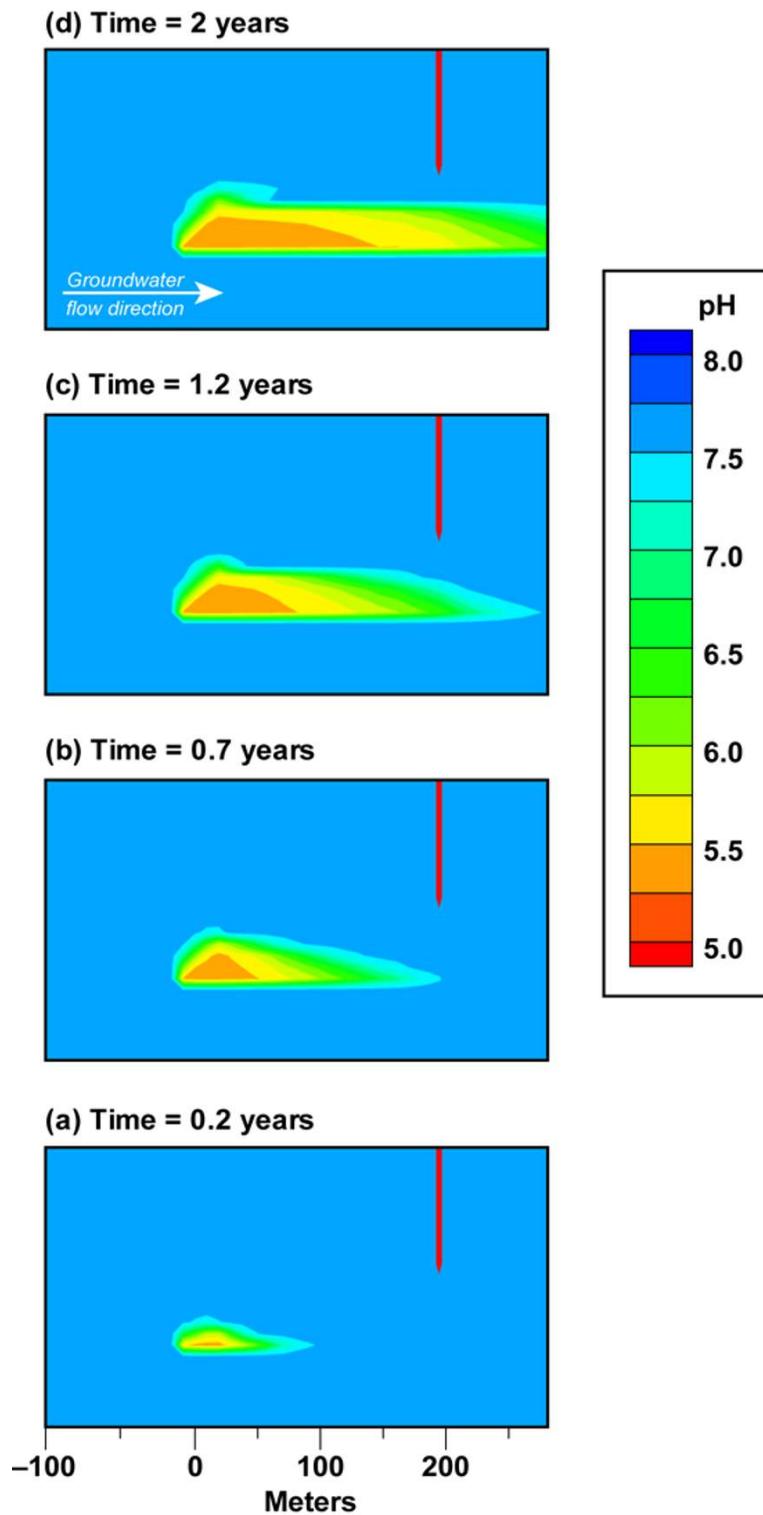 (d) Time = 2 years
Groundwater
flow direction
(c) Time = 1.2 years
(b) Time = 0.7 years
(a) Time = 0.2 years
–100 0 100 200
Meters
pH
8.0
7.5
7.0
6.5
6.0
5.5
5.0